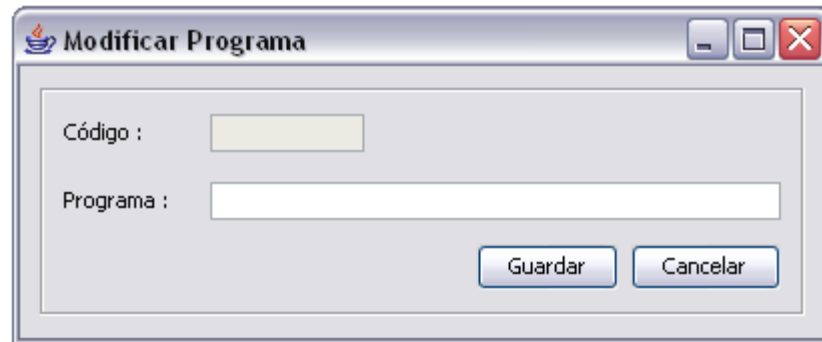 Modificar Programa
Código :
Programa :
Guardar Cancelar